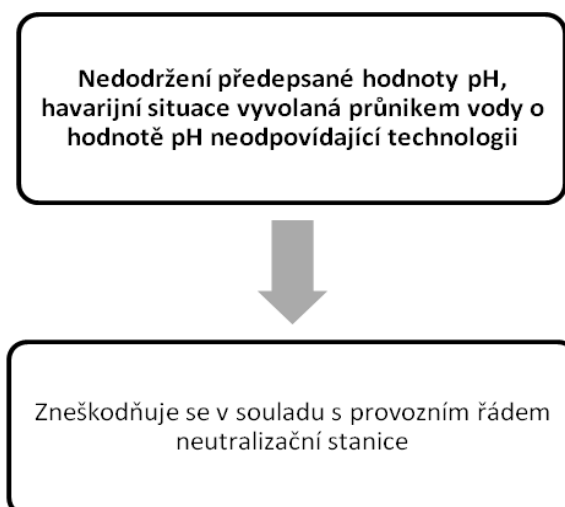 Nedodržení předepsané hodnoty pH,
havarijní situace vyvolaná průnikem vody o
hodnotě pH neodpovídající technologii
Zneškodňuje se v souladu s provozním řádem
neutralizační stanice